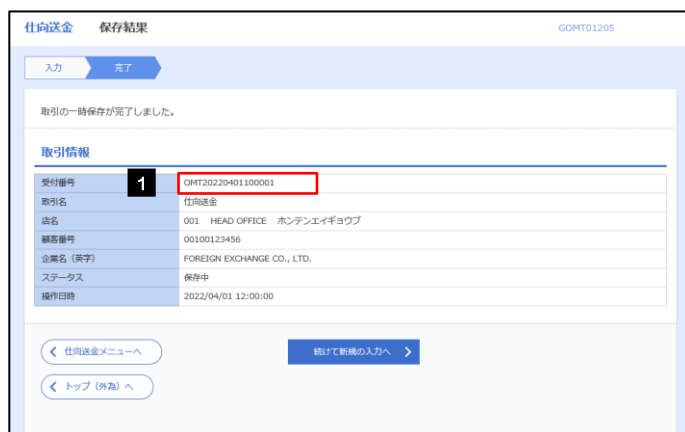 仕向送金 保存結果 GOMT01205
入力 完了
取引の一時保存が完了しました。
取引情報
受付番号 1 OMT20220401100001
取引名 仕向送金
店名 001 HEAD OFFICE ホンテンエイギョウブ
顧客番号 00100123456
企業名（英字） FOREIGN EXCHANGE CO., LTD.
ステータス 保存中
操作日時 2022/04/01 12:00:00
仕向送金メニューへ 続けて新規の入力へ
トップ（外為）へ